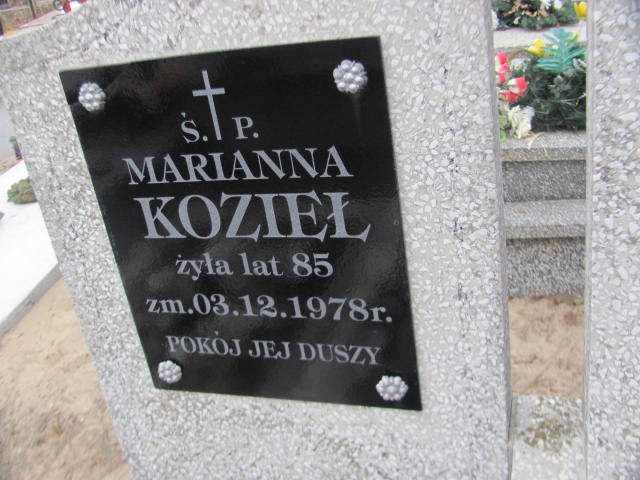 Ś. P.
MARIANNA
KOZIEŁ
żyła lat 85
zm.03.12.1978r.
POKÓJ JEJ DUSZY